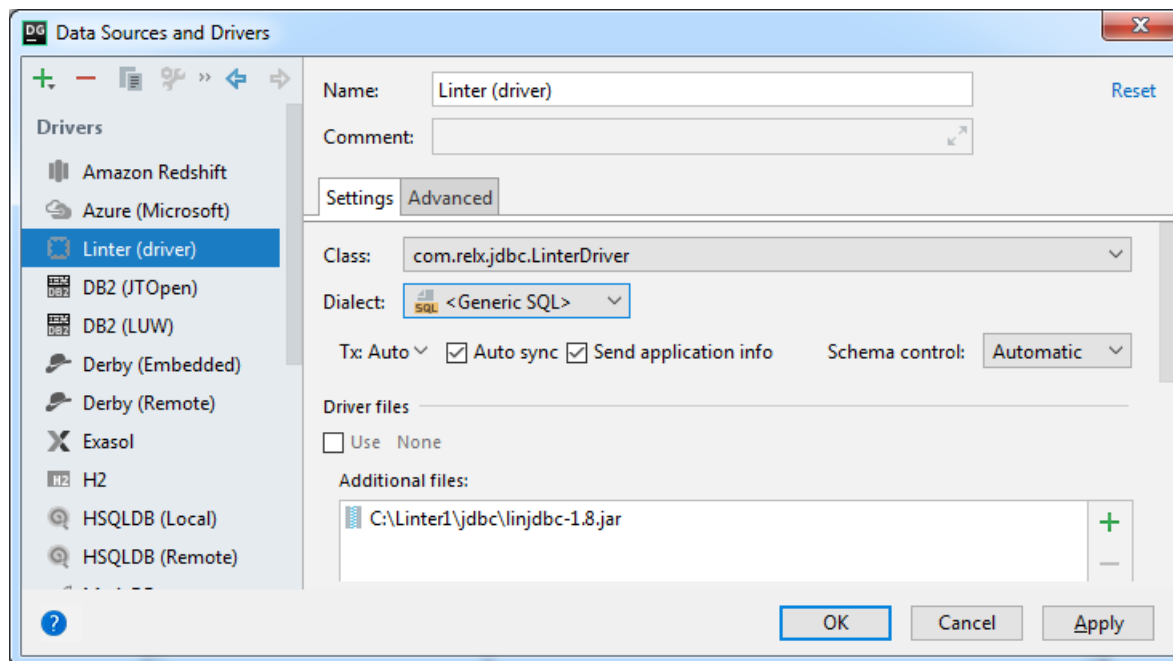 DG Data Sources and Drivers
Drivers
Amazon Redshift
Azure (Microsoft)
Linter (driver)
DB2 (JTOpen)
DB2 (LUW)
Derby (Embedded)
Derby (Remote)
Exasol
H2 H2
HSQLDB (Local)
HSQLDB (Remote)
Name: Linter (driver) Reset
Comment:
Settings Advanced
Class: com.relx.jdbc.LinterDriver
Dialect: SQL <Generic SQL>
Tx: Auto Auto sync Send application info Schema control: Automatic
Driver files
Use None
Additional files:
C:\Linter1\jdbc\linjdbc-1.8.jar
? OK Cancel Apply